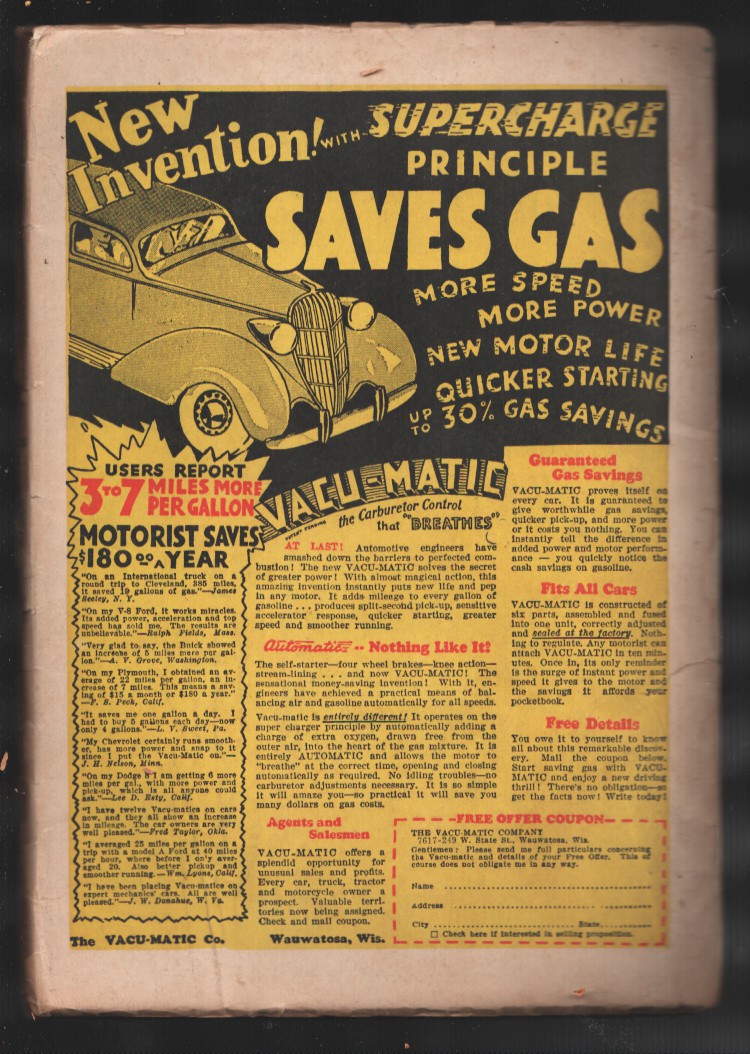 New
Invention! WITH SUPERCHARGE
PRINCIPLE
SAVES GAS
MORE SPEED
MORE POWER
NEW MOTOR LIFE
QUICKER STARTING
UP TO 30% GAS SAVINGS
USERS REPORT
3 TO 7 MILES MORE
PER GALLON
MOTORIST SAVES
$180.00 A YEAR
"On an International truck on a
round trip to Cleveland, 885 miles,
it saved 19 gallons of gas."—James
Seeley, N. Y.
"On my V-8 Ford, it works miracles.
Its added power, acceleration and top
speed has sold me. The results are
unbelievable."—Ralph Fields, Mass.
"Very glad to say, the Buick showed
an increase of 5 miles more per gal-
lon."—A. V. Grove, Washington.
"On my Plymouth, I obtained an av-
erage of 22 miles per gallon, an in-
crease of 7 miles. This means a sav-
ing of $15 a month or $180 a year."
—F. B. Peck, Calif.
"It saves me one gallon a day. I
had to buy 5 gallons each day—now
only 4 gallons."—L. V. Sweet, Pa.
"My Chevrolet certainly runs smooth-
er, has more power and snap to it
since I put the Vacu-Matic on."—
J. H. Nelson, Minn.
"On my Dodge I am getting 6 more
miles per gal., with more power and
pick-up, which is all anyone could
ask."—Lee D. Esty, Calif.
"I have twelve Vacu-matics on cars
now, and they all show an increase
in mileage. The car owners are very
well pleased."—Fred Taylor, Okla.
"I averaged 25 miles per gallon on a
trip with a model A Ford at 40 miles
per hour, where before I only aver-
aged 20. Also better pickup and
smoother running.—Wm. Lyons, Calif.
"I have been placing Vacu-matics on
expert mechanics' cars. All are well
pleased."—J. W. Donahue, W. Va.
The VACU-MATIC Co. Wauwatosa, Wis.
VACU-MATIC
PATENT PENDING
the Carburetor Control
that "BREATHES"
AT LAST! Automotive engineers have
smashed down the barriers to perfected com-
bustion! The new VACU-MATIC solves the secret
of greater power! With almost magical action, this
amazing invention instantly puts new life and pep
in any motor. It adds mileage to every gallon of
gasoline . . . produces split-second pick-up, sensitive
accelerator response, quicker starting, greater
speed and smoother running.
Automatic -- Nothing Like It!
The self-starter—four wheel brakes—knee action—
stream-lining . . . and now VACU-MATIC! The
sensational money-saving invention! With it, en-
gineers have achieved a practical means of bal-
ancing air and gasoline automatically for all speeds.
Vacu-matic is entirely different! It operates on the
super charger principle by automatically adding a
charge of extra oxygen, drawn free from the
outer air, into the heart of the gas mixture. It is
entirely AUTOMATIC and allows the motor to
"breathe" at the correct time, opening and closing
automatically as required. No idling troubles—no
carburetor adjustments necessary. It is so simple
it will amaze you—so practical it will save you
many dollars on gas costs.
Agents and
Salesmen
VACU-MATIC offers a
splendid opportunity for
unusual sales and profits.
Every car, truck, tractor
and motorcycle owner a
prospect. Valuable terri-
tories now being assigned.
Check and mail coupon.
Guaranteed
Gas Savings
VACU-MATIC proves itself on
every car. It is guaranteed to
give worthwhile gas savings,
quicker pick-up, and more power
or it costs you nothing. You can
instantly tell the difference in
added power and motor perform-
ance — you quickly notice the
cash savings on gasoline.
Fits All Cars
VACU-MATIC is constructed of
six parts, assembled and fused
into one unit, correctly adjusted
and sealed at the factory. Noth-
ing to regulate. Any motorist can
attach VACU-MATIC in ten min-
utes. Once in, its only reminder
is the surge of instant power and
speed it gives to the motor and
the savings it affords your
pocketbook.
Free Details
You owe it to yourself to know
all about this remarkable discov-
ery. Mail the coupon below.
Start saving gas with VACU-
MATIC and enjoy a new driving
thrill! There's no obligation—so
get the facts now! Write today!
FREE OFFER COUPON
THE VACU-MATIC COMPANY
7617-249 W. State St., Wauwatosa, Wis.
Gentlemen: Please send me full particulars concerning
the Vacu-matic and details of your Free Offer. This of
course does not obligate me in any way.
Name
Address
City State
Check here if interested in selling proposition.